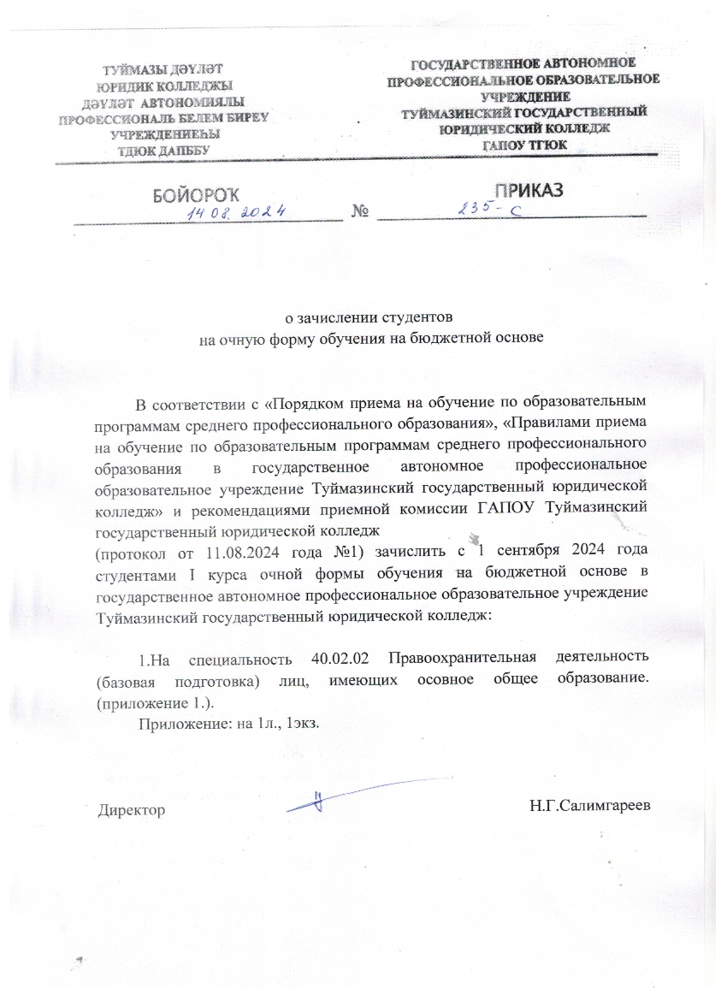 ТУЙМАЗЫ ДӘҮЛӘТ
ЮРИДИК КОЛЛЕДЖЫ
ДӘҮЛӘТ АВТОНОМИЯЛЫ
ПРОФЕССИОНАЛЬ БЕЛЕМ БИРЕҮ
УЧРЕЖДЕНИЕҺЫ
ТДЮК ДАПББУ
ГОСУДАРСТВЕННОЕ АВТОНОМНОЕ
ПРОФЕССИОНАЛЬНОЕ ОБРАЗОВАТЕЛЬНОЕ
УЧРЕЖДЕНИЕ
ТУЙМАЗИНСКИЙ ГОСУДАРСТВЕННЫЙ
ЮРИДИЧЕСКИЙ КОЛЛЕДЖ
ГАПОУ ТГЮК
БОЙОРОҠ ПРИКАЗ
14.08.2024 № 235-с
о зачислении студентов
на очную форму обучения на бюджетной основе
В соответствии с «Порядком приема на обучение по образовательным
программам среднего профессионального образования», «Правилами приема
на обучение по образовательным программам среднего профессионального
образования в государственное автономное профессиональное
образовательное учреждение Туймазинский государственный юридической
колледж» и рекомендациями приемной комиссии ГАПОУ Туймазинский
государственный юридической колледж
(протокол от 11.08.2024 года №1) зачислить с 1 сентября 2024 года
студентами I курса очной формы обучения на бюджетной основе в
государственное автономное профессиональное образовательное учреждение
Туймазинский государственный юридической колледж:
1.На специальность 40.02.02 Правоохранительная деятельность
(базовая подготовка) лиц, имеющих осовное общее образование.
(приложение 1.).
Приложение: на 1л., 1экз.
Директор Н.Г.Салимгареев